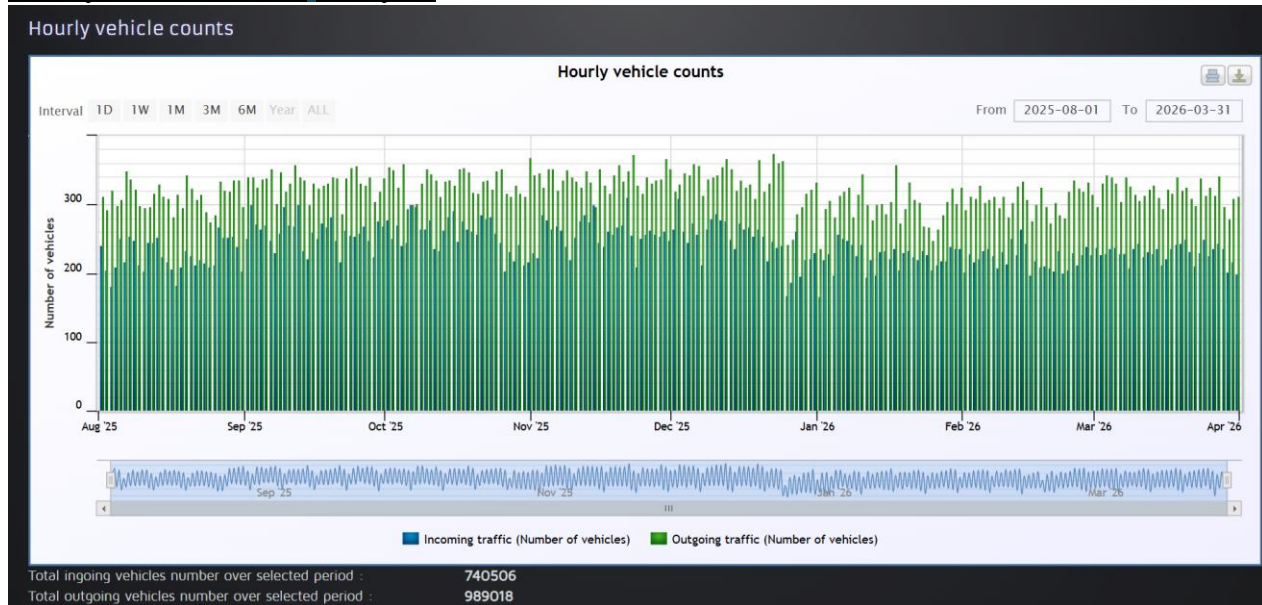 Hourly vehicle counts
Hourly vehicle counts
Interval 1D 1W 1M 3M 6M Year ALL
From 2025-08-01 To 2026-03-31
Number of vehicles
300
200
100
0
Aug '25 Sep '25 Oct '25 Nov '25 Dec '25 Jan '26 Feb '26 Mar '26 Apr '26
Sep '25 Nov '25 Jan '26 Mar '26
Incoming traffic (Number of vehicles) Outgoing traffic (Number of vehicles)
Total ingoing vehicles number over selected period : 740506
Total outgoing vehicles number over selected period : 989018